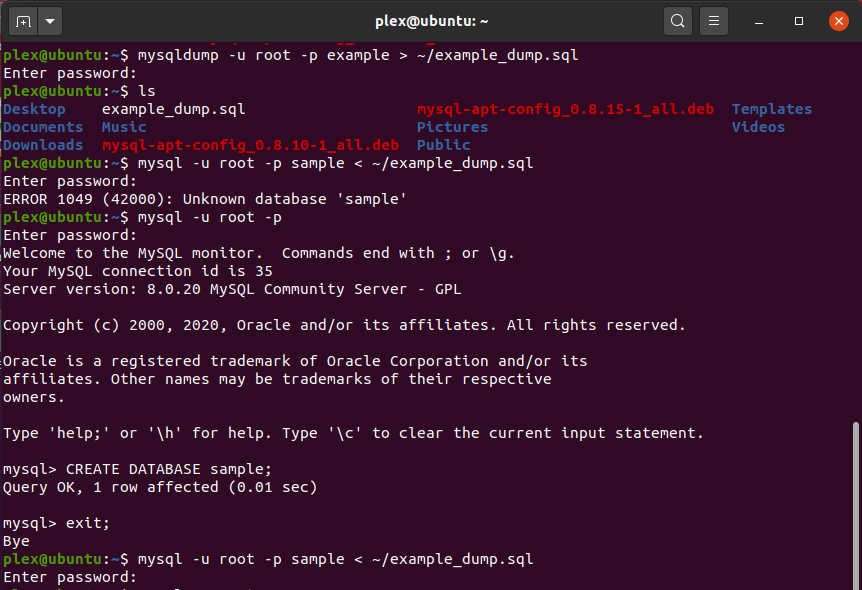 plex@ubuntu: ~
plex@ubuntu:~$ mysqldump -u root -p example > ~/example_dump.sql
Enter password:
plex@ubuntu:~$ ls
Desktop    example_dump.sql                   mysql-apt-config_0.8.15-1_all.deb  Templates
Documents  Music                              Pictures                           Videos
Downloads  mysql-apt-config_0.8.10-1_all.deb  Public
plex@ubuntu:~$ mysql -u root -p sample < ~/example_dump.sql
Enter password:
ERROR 1049 (42000): Unknown database 'sample'
plex@ubuntu:~$ mysql -u root -p
Enter password:
Welcome to the MySQL monitor.  Commands end with ; or \g.
Your MySQL connection id is 35
Server version: 8.0.20 MySQL Community Server - GPL
Copyright (c) 2000, 2020, Oracle and/or its affiliates. All rights reserved.
Oracle is a registered trademark of Oracle Corporation and/or its
affiliates. Other names may be trademarks of their respective
owners.
Type 'help;' or '\h' for help. Type '\c' to clear the current input statement.
mysql> CREATE DATABASE sample;
Query OK, 1 row affected (0.01 sec)
mysql> exit;
Bye
plex@ubuntu:~$ mysql -u root -p sample < ~/example_dump.sql
Enter password: